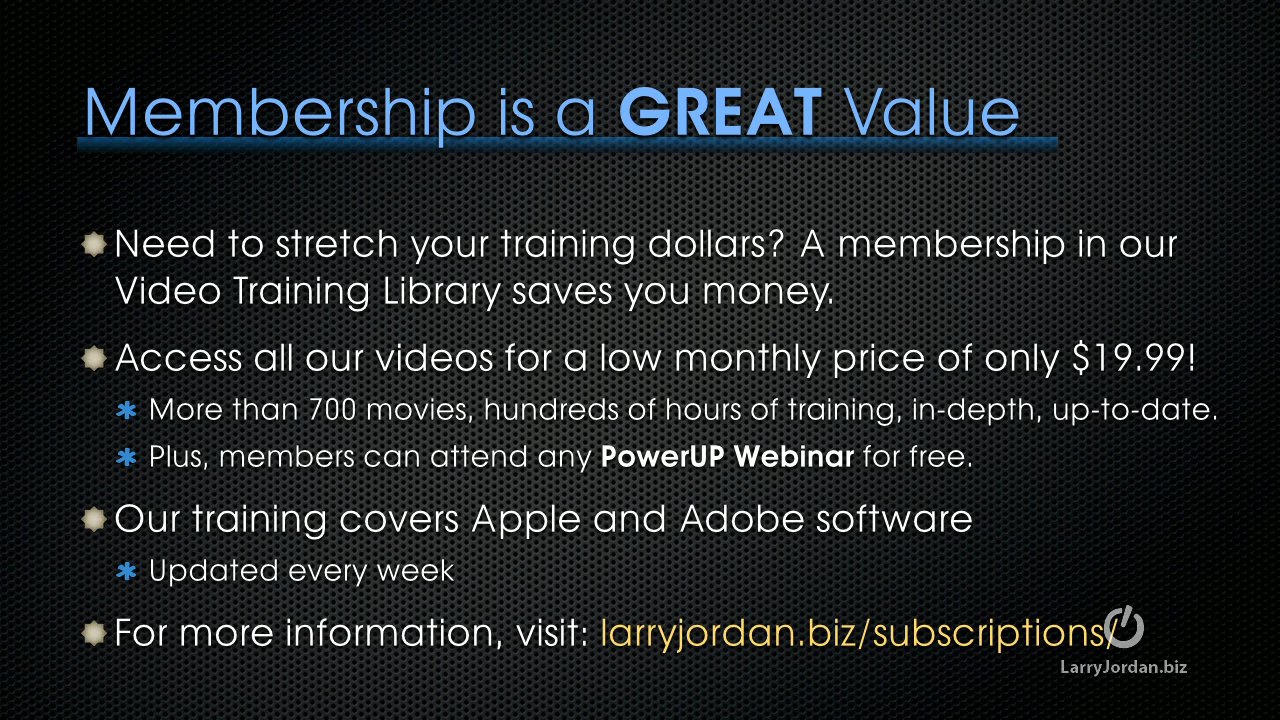 Membership is a GREAT Value
Need to stretch your training dollars? A membership in our
Video Training Library saves you money.
Access all our videos for a low monthly price of only $19.99!
More than 700 movies, hundreds of hours of training, in-depth, up-to-date.
Plus, members can attend any PowerUP Webinar for free.
Our training covers Apple and Adobe software
Updated every week
For more information, visit: larryjordan.biz/subscriptions/
LarryJordan.biz